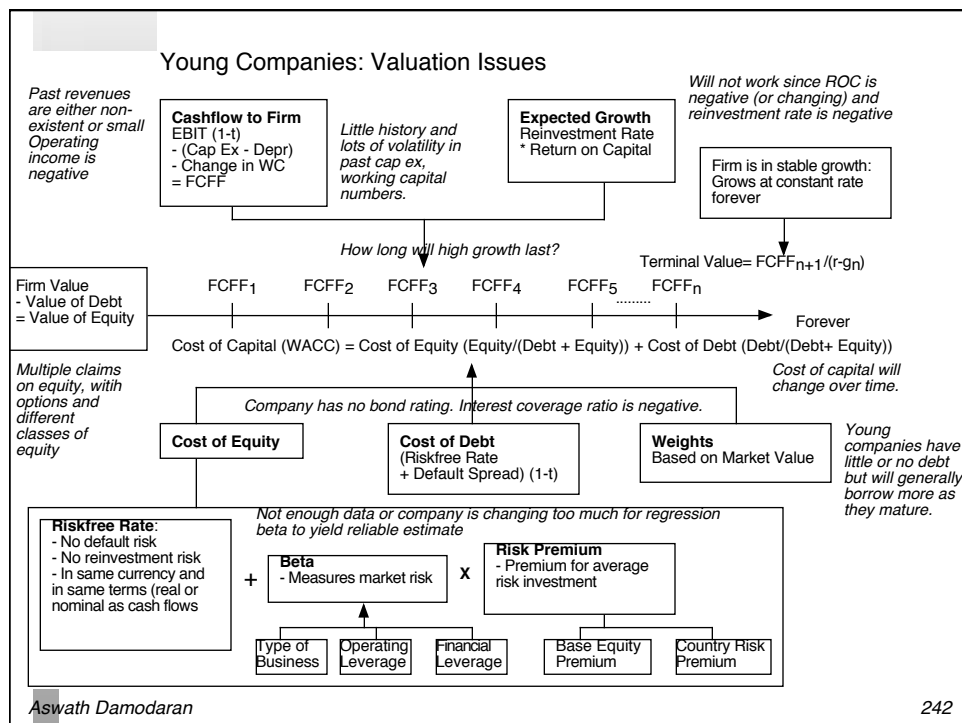 Young Companies: Valuation Issues
Past revenues
are either non-
existent or small
Operating
income is
negative
Cashflow to Firm
EBIT (1-t)
- (Cap Ex - Depr)
- Change in WC
= FCFF
Little history and
lots of volatility in
past cap ex,
working capital
numbers.
Expected Growth
Reinvestment Rate
* Return on Capital
Will not work since ROC is
negative (or changing) and
reinvestment rate is negative
Firm is in stable growth:
Grows at constant rate
forever
How long will high growth last?
Terminal Value= FCFFn+1/(r-gn)
Firm Value
- Value of Debt
= Value of Equity
FCFF1 FCFF2 FCFF3 FCFF4 FCFF5 ......... FCFFn
Forever
Cost of Capital (WACC) = Cost of Equity (Equity/(Debt + Equity)) + Cost of Debt (Debt/(Debt+ Equity))
Multiple claims
on equity, with
options and
different
classes of
equity
Cost of capital will
change over time.
Company has no bond rating. Interest coverage ratio is negative.
Cost of Equity
Cost of Debt
(Riskfree Rate
+ Default Spread) (1-t)
Weights
Based on Market Value
Young
companies have
little or no debt
but will generally
borrow more as
they mature.
Not enough data or company is changing too much for regression
beta to yield reliable estimate
Riskfree Rate:
- No default risk
- No reinvestment risk
- In same currency and
in same terms (real or
nominal as cash flows
+
Beta
- Measures market risk
X
Risk Premium
- Premium for average
risk investment
Type of
Business
Operating
Leverage
Financial
Leverage
Base Equity
Premium
Country Risk
Premium
Aswath Damodaran
242